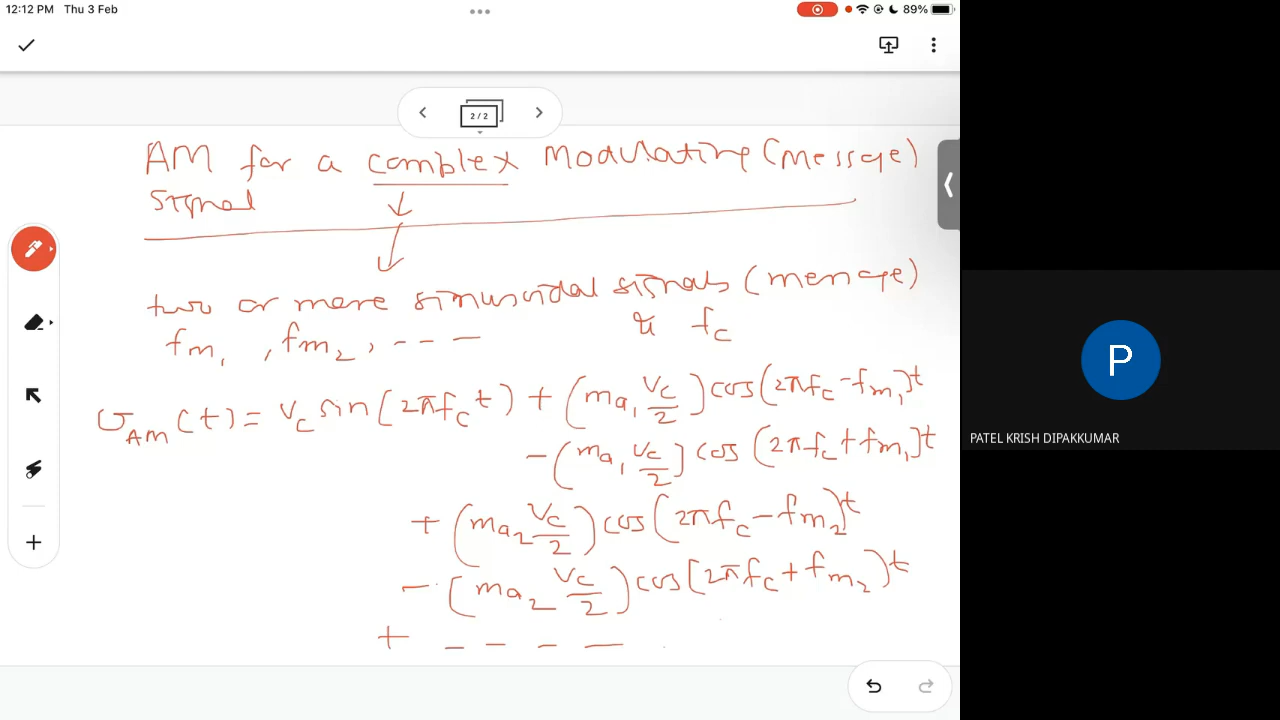 12:12 PM Thu 3 Feb
89%
2 / 2
AM for a complex Modulating (Message)
Signal
two or more sinusoidal signals (message)
fm₁, fm₂, - - - & fc
υAM(t) = Vc sin(2πfct) + (ma₁ Vc/2) cos(2πfc - fm₁)t
- (ma₁ Vc/2) cos(2πfc + fm₁)t
+ (ma₂ Vc/2) cos(2πfc - fm₂)t
- (ma₂ Vc/2) cos(2πfc + fm₂)t
+ - - - -
P
PATEL KRISH DIPAKKUMAR